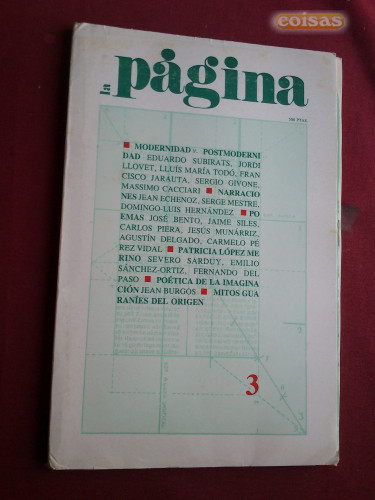 coisas
la página
500 PTAS
■ MODERNIDAD v. POSTMODERNI
DAD EDUARDO SUBIRATS, JORDI
LLOVET, LLUÍS MARÍA TODÓ, FRAN
CISCO JARAUTA, SERGIO GIVONE,
MASSIMO CACCIARI ■ NARRACIO
NES JEAN ECHENOZ, SERGE MESTRE,
DOMINGO-LUIS HERNÁNDEZ ■ PO
EMAS JOSÉ BENTO, JAIME SILES,
CARLOS PIERA, JESÚS MUNÁRRIZ,
AGUSTÍN DELGADO, CARMELO PÉ
REZ VIDAL ■ PATRICIA LÓPEZ ME
RINO SEVERO SARDUY, EMILIO
SÁNCHEZ-ORTIZ, FERNANDO DEL
PASO ■ POÉTICA DE LA IMAGINA
CIÓN JEAN BURGOS ■ MITOS GUA
RANÍES DEL ORIGEN
3